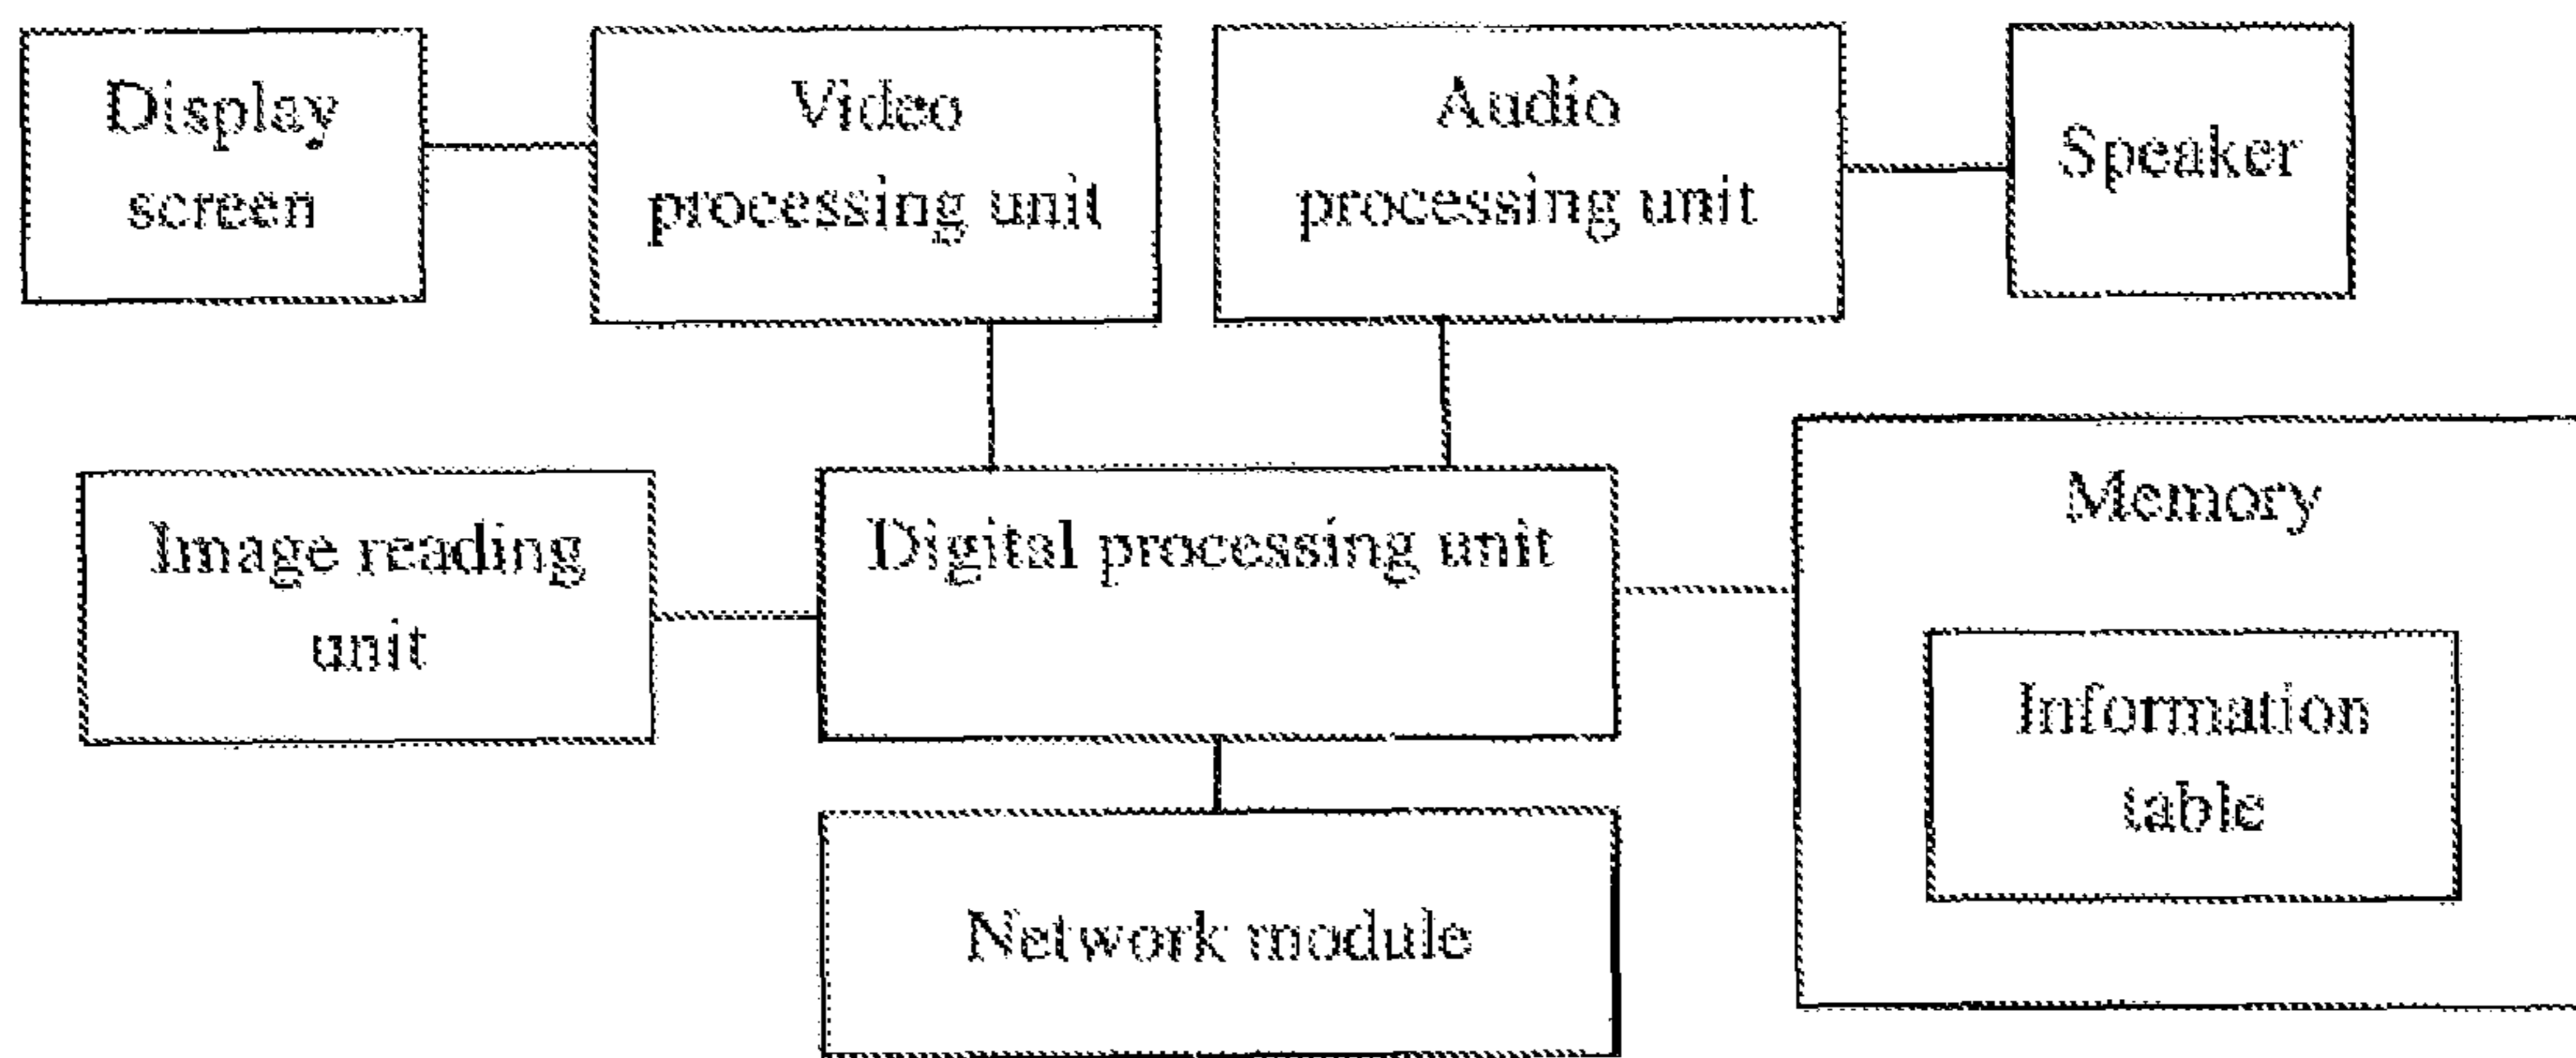 Display
screen
Video
processing unit
Audio
processing unit
Speaker
Image reading
unit
Digital processing unit
Memory
Information
table
Network module